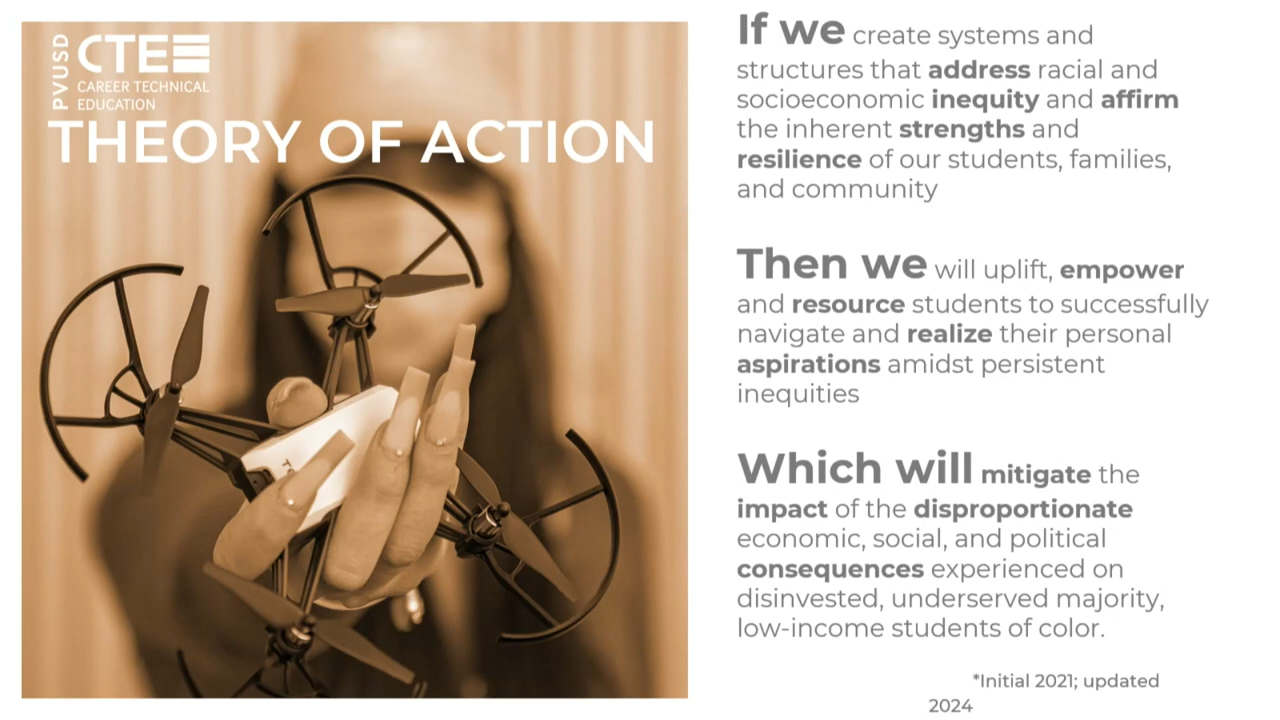 PVUSD
CTE
CAREER TECHNICAL
EDUCATION
THEORY OF ACTION
If we create systems and
structures that address racial and
socioeconomic inequity and affirm
the inherent strengths and
resilience of our students, families,
and community
Then we will uplift, empower
and resource students to successfully
navigate and realize their personal
aspirations amidst persistent
inequities
Which will mitigate the
impact of the disproportionate
economic, social, and political
consequences experienced on
disinvested, underserved majority,
low-income students of color.
*Initial 2021; updated
2024